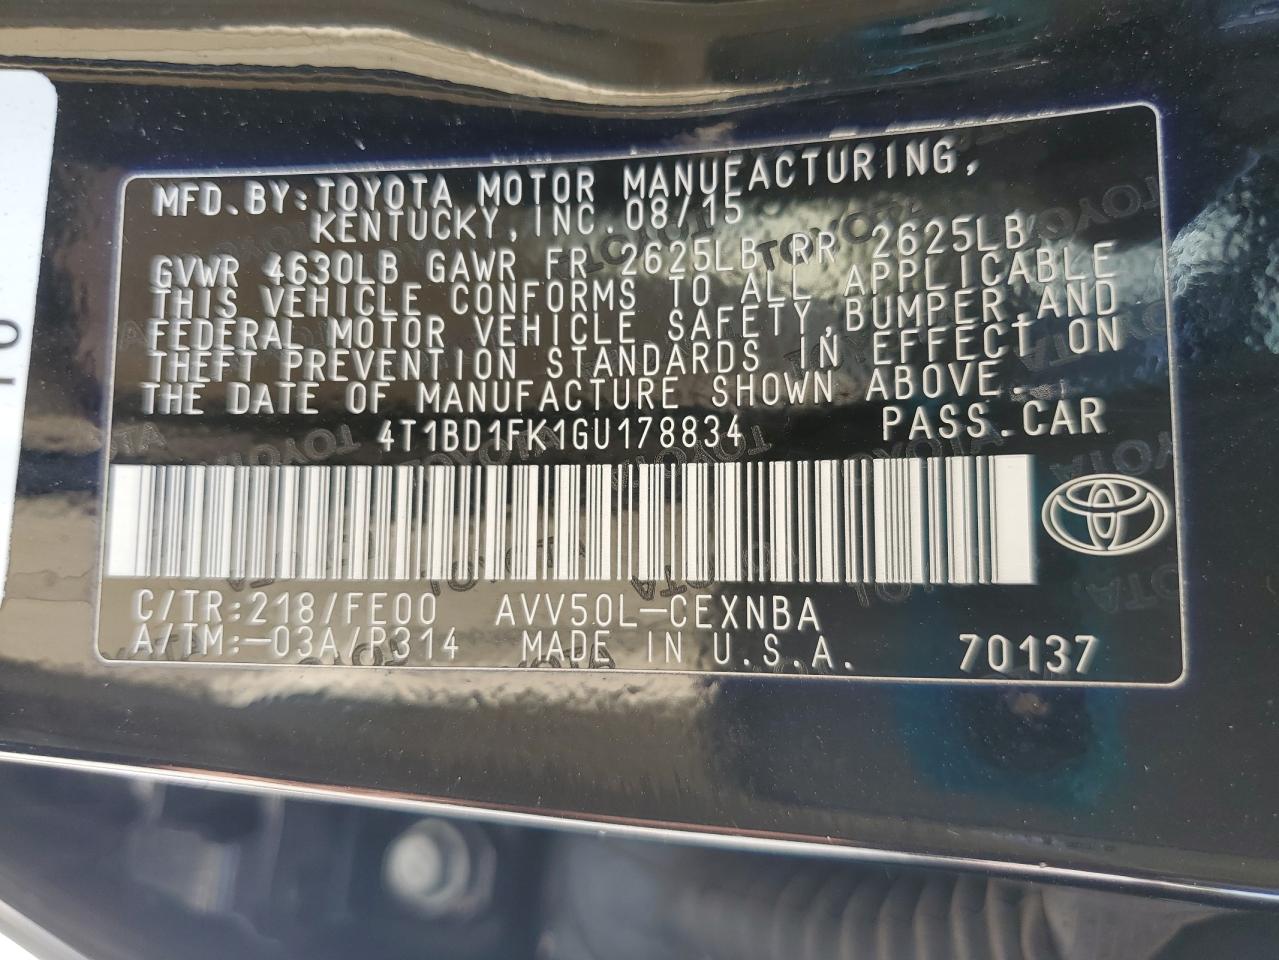 MFD. BY: TOYOTA MOTOR MANUFACTURING,
KENTUCKY, INC. 08/15
GVWR 4630LB GAWR FR 2625LB RR 2625LB
THIS VEHICLE CONFORMS TO ALL APPLICABLE
FEDERAL MOTOR VEHICLE SAFETY, BUMPER, AND
THEFT PREVENTION STANDARDS IN EFFECT ON
THE DATE OF MANUFACTURE SHOWN ABOVE.
4T1BD1FK1GU178834 PASS. CAR
C/TR: 218/FE00 AVV50L-CEXNBA
A/TM: -03A/P314 MADE IN U.S.A. 70137